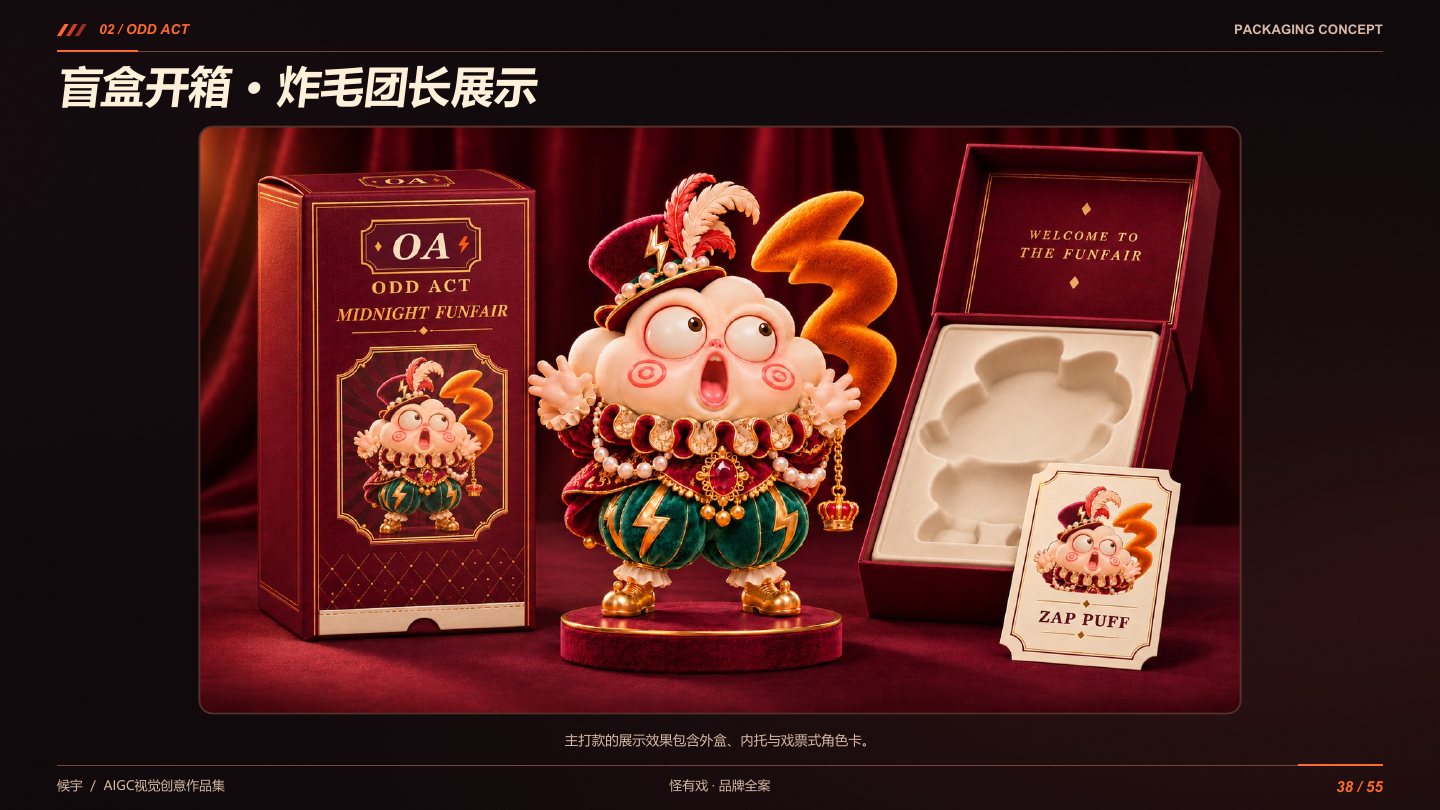 02 / ODD ACT
PACKAGING CONCEPT
盲盒开箱 · 炸毛团长展示
OA
OA
ODD ACT
MIDNIGHT FUNFAIR
WELCOME TO
THE FUNFAIR
ZAP PUFF
主打款的展示效果包含外盒、内托与戏票式角色卡。
候宇 / AIGC视觉创意作品集
怪有戏 · 品牌全案
38 / 55